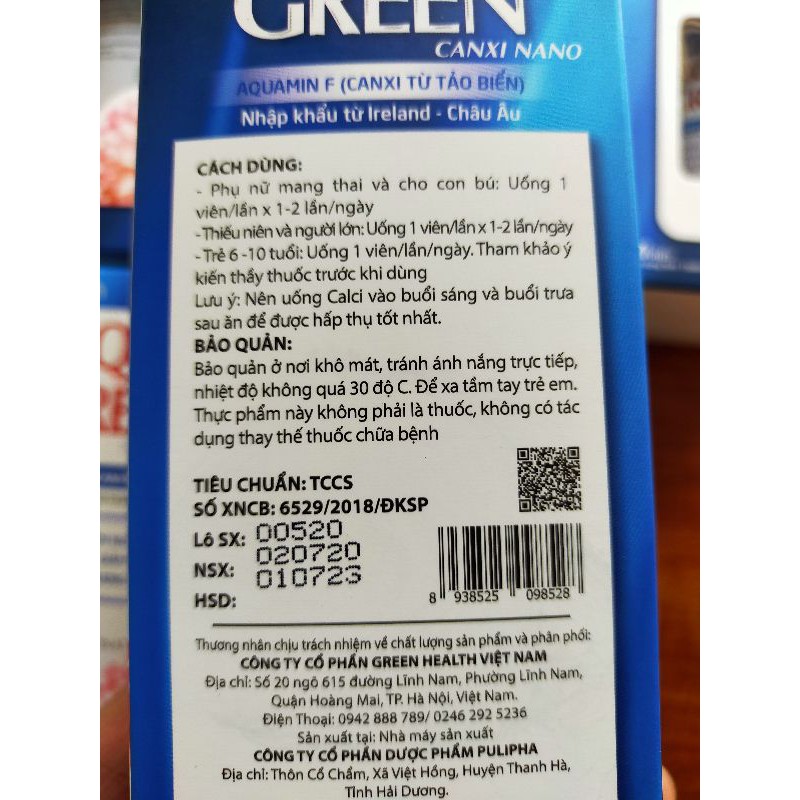 GREEN
CANXI NANO
AQUAMIN F (CANXI TỪ TẢO BIỂN)
Nhập khẩu từ Ireland - Châu Âu
CÁCH DÙNG:
- Phụ nữ mang thai và cho con bú: Uống 1
viên/lần x 1-2 lần/ngày
-Thiếu niên và người lớn: Uống 1 viên/lần x 1-2 lần/ngày
-Trẻ 6 -10 tuổi: Uống 1 viên/lần/ngày. Tham khảo ý
kiến thầy thuốc trước khi dùng
Lưu ý: Nên uống Calci vào buổi sáng và buổi trưa
sau ăn để được hấp thụ tốt nhất.
BẢO QUẢN:
Bảo quản ở nơi khô mát, tránh ánh nắng trực tiếp,
nhiệt độ không quá 30 độ C. Để xa tầm tay trẻ em.
Thực phẩm này không phải là thuốc, không có tác
dụng thay thế thuốc chữa bệnh
TIÊU CHUẨN: TCCS
SỐ XNCB: 6529/2018/ĐKSP
Lô SX: 00520
NSX: 020720
HSD: 010723
8 938525 098528
Thương nhân chịu trách nhiệm về chất lượng sản phẩm và phân phối:
CÔNG TY CỔ PHẦN GREEN HEALTH VIỆT NAM
Địa chỉ: Số 20 ngõ 615 đường Lĩnh Nam, Phường Lĩnh Nam,
Quận Hoàng Mai, TP. Hà Nội, Việt Nam.
Điện Thoại: 0942 888 789/ 0246 292 5236
Sản xuất tại: Nhà máy sản xuất
CÔNG TY CỔ PHẦN DƯỢC PHẨM PULIPHA
Địa chỉ: Thôn Cổ Chẩm, Xã Việt Hồng, Huyện Thanh Hà,
Tỉnh Hải Dương.